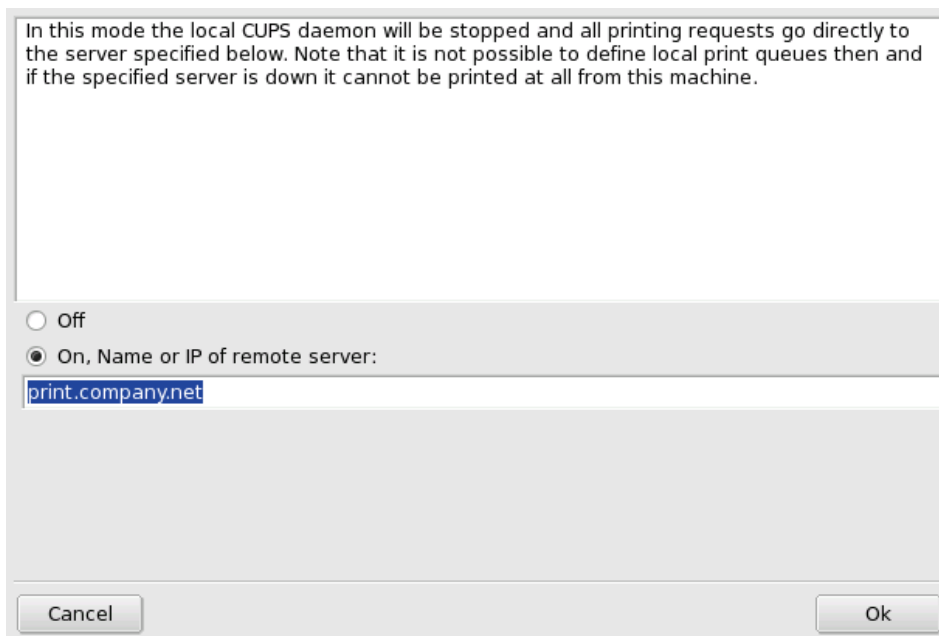 In this mode the local CUPS daemon will be stopped and all printing requests go directly to
the server specified below. Note that it is not possible to define local print queues then and
if the specified server is down it cannot be printed at all from this machine.
Off
On, Name or IP of remote server:
print.company.net
Cancel
Ok